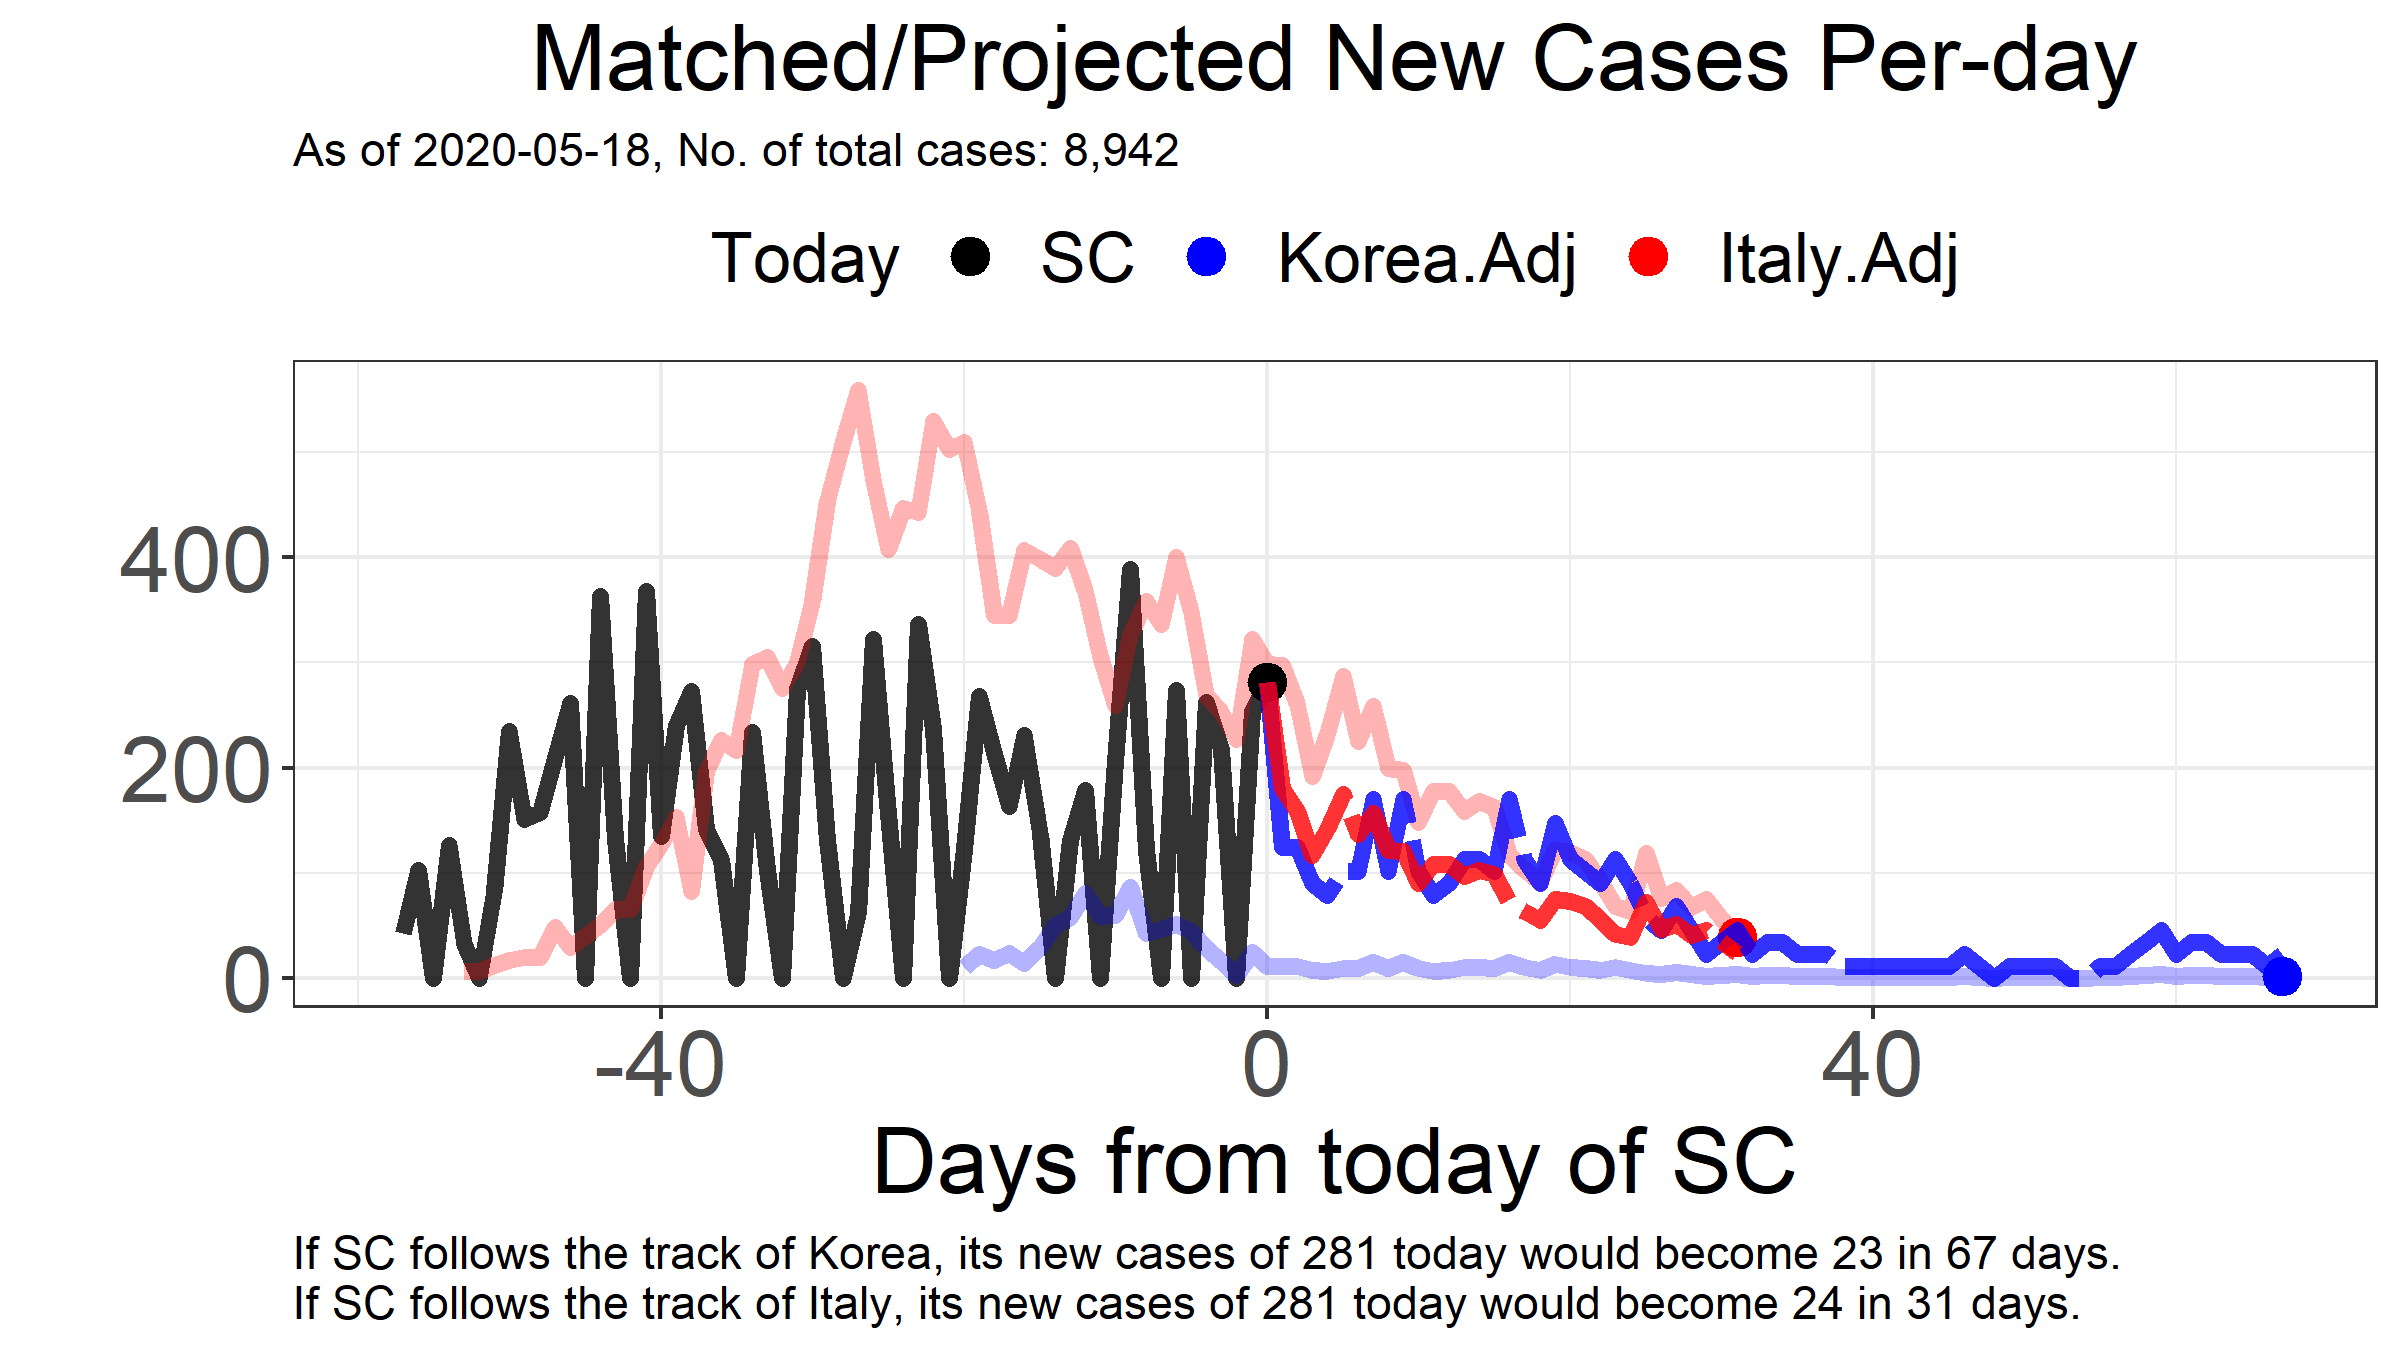 Matched/Projected New Cases Per-day
As of 2020-05-18, No. of total cases: 8,942
Today SC Korea.Adj Italy.Adj
400
200
0
-40 0 40
Days from today of SC
If SC follows the track of Korea, its new cases of 281 today would become 23 in 67 days.
If SC follows the track of Italy, its new cases of 281 today would become 24 in 31 days.